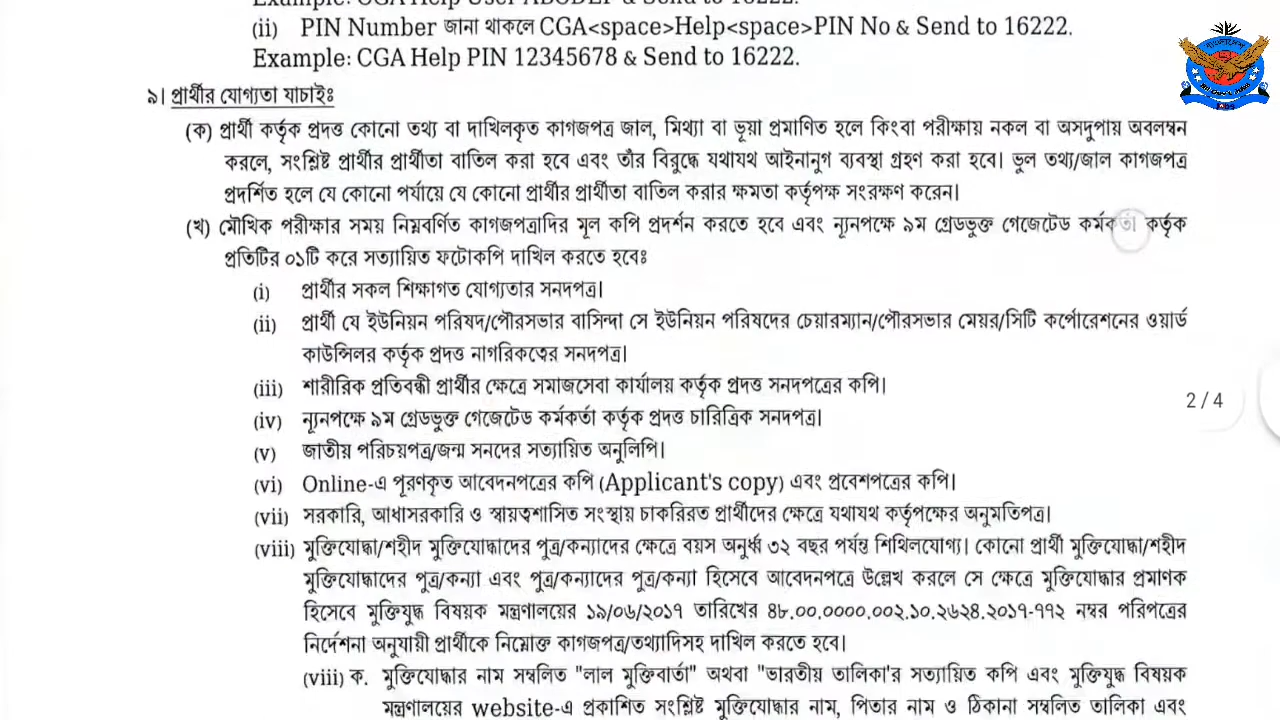 Example: CGA Help User ABCDEF & Send to 16222.
(ii) PIN Number জানা থাকলে CGA<space>Help<space>PIN No & Send to 16222.
Example: CGA Help PIN 12345678 & Send to 16222.
৯। প্রার্থীর যোগ্যতা যাচাইঃ
(ক) প্রার্থী কর্তৃক প্রদত্ত কোনো তথ্য বা দাখিলকৃত কাগজপত্র জাল, মিথ্যা বা ভূয়া প্রমাণিত হলে কিংবা পরীক্ষায় নকল বা অসদুপায় অবলম্বন
করলে, সংশ্লিষ্ট প্রার্থীর প্রার্থীতা বাতিল করা হবে এবং তাঁর বিরুদ্ধে যথাযথ আইনানুগ ব্যবস্থা গ্রহণ করা হবে। ভুল তথ্য/জাল কাগজপত্র
প্রদর্শিত হলে যে কোনো পর্যায়ে যে কোনো প্রার্থীর প্রার্থীতা বাতিল করার ক্ষমতা কর্তৃপক্ষ সংরক্ষণ করেন।
(খ) মৌখিক পরীক্ষার সময় নিম্নবর্ণিত কাগজপত্রাদির মূল কপি প্রদর্শন করতে হবে এবং ন্যূনপক্ষে ৯ম গ্রেডভুক্ত গেজেটেড কর্মকর্তা কর্তৃক
প্রতিটির ০১টি করে সত্যায়িত ফটোকপি দাখিল করতে হবেঃ
(i) প্রার্থীর সকল শিক্ষাগত যোগ্যতার সনদপত্র।
(ii) প্রার্থী যে ইউনিয়ন পরিষদ/পৌরসভার বাসিন্দা সে ইউনিয়ন পরিষদের চেয়ারম্যান/পৌরসভার মেয়র/সিটি কর্পোরেশনের ওয়ার্ড
কাউন্সিলর কর্তৃক প্রদত্ত নাগরিকত্বের সনদপত্র।
(iii) শারীরিক প্রতিবন্ধী প্রার্থীর ক্ষেত্রে সমাজসেবা কার্যালয় কর্তৃক প্রদত্ত সনদপত্রের কপি।
(iv) ন্যূনপক্ষে ৯ম গ্রেডভুক্ত গেজেটেড কর্মকর্তা কর্তৃক প্রদত্ত চারিত্রিক সনদপত্র।
(v) জাতীয় পরিচয়পত্র/জন্ম সনদের সত্যায়িত অনুলিপি।
2/4
(vi) Online-এ পূরণকৃত আবেদনপত্রের কপি (Applicant's copy) এবং প্রবেশপত্রের কপি।
(vii) সরকারি, আধাসরকারি ও স্বায়ত্বশাসিত সংস্থায় চাকরিরত প্রার্থীদের ক্ষেত্রে যথাযথ কর্তৃপক্ষের অনুমতিপত্র।
(viii) মুক্তিযোদ্ধা/শহীদ মুক্তিযোদ্ধাদের পুত্র/কন্যাদের ক্ষেত্রে বয়স অনুর্ধ্ব ৩২ বছর পর্যন্ত শিথিলযোগ্য। কোনো প্রার্থী মুক্তিযোদ্ধা/শহীদ
মুক্তিযোদ্ধাদের পুত্র/কন্যা এবং পুত্র/কন্যাদের পুত্র/কন্যা হিসেবে আবেদনপত্রে উল্লেখ করলে সে ক্ষেত্রে মুক্তিযোদ্ধার প্রমাণক
হিসেবে মুক্তিযুদ্ধ বিষয়ক মন্ত্রণালয়ের ১৯/০৬/২০১৭ তারিখের ৪৮.০০.০০০০.০০২.১০.২৬২৪.২০১৭-৭৭২ নম্বর পরিপত্রের
নির্দেশনা অনুযায়ী প্রার্থীকে নিম্নোক্ত কাগজপত্র/তথ্যাদিসহ দাখিল করতে হবে।
(viii) ক. মুক্তিযোদ্ধার নাম সম্বলিত "লাল মুক্তিবার্তা" অথবা "ভারতীয় তালিকা'র সত্যায়িত কপি এবং মুক্তিযুদ্ধ বিষয়ক
মন্ত্রণালয়ের website-এ প্রকাশিত সংশ্লিষ্ট মুক্তিযোদ্ধার নাম, পিতার নাম ও ঠিকানা সম্বলিত তালিকা এবং